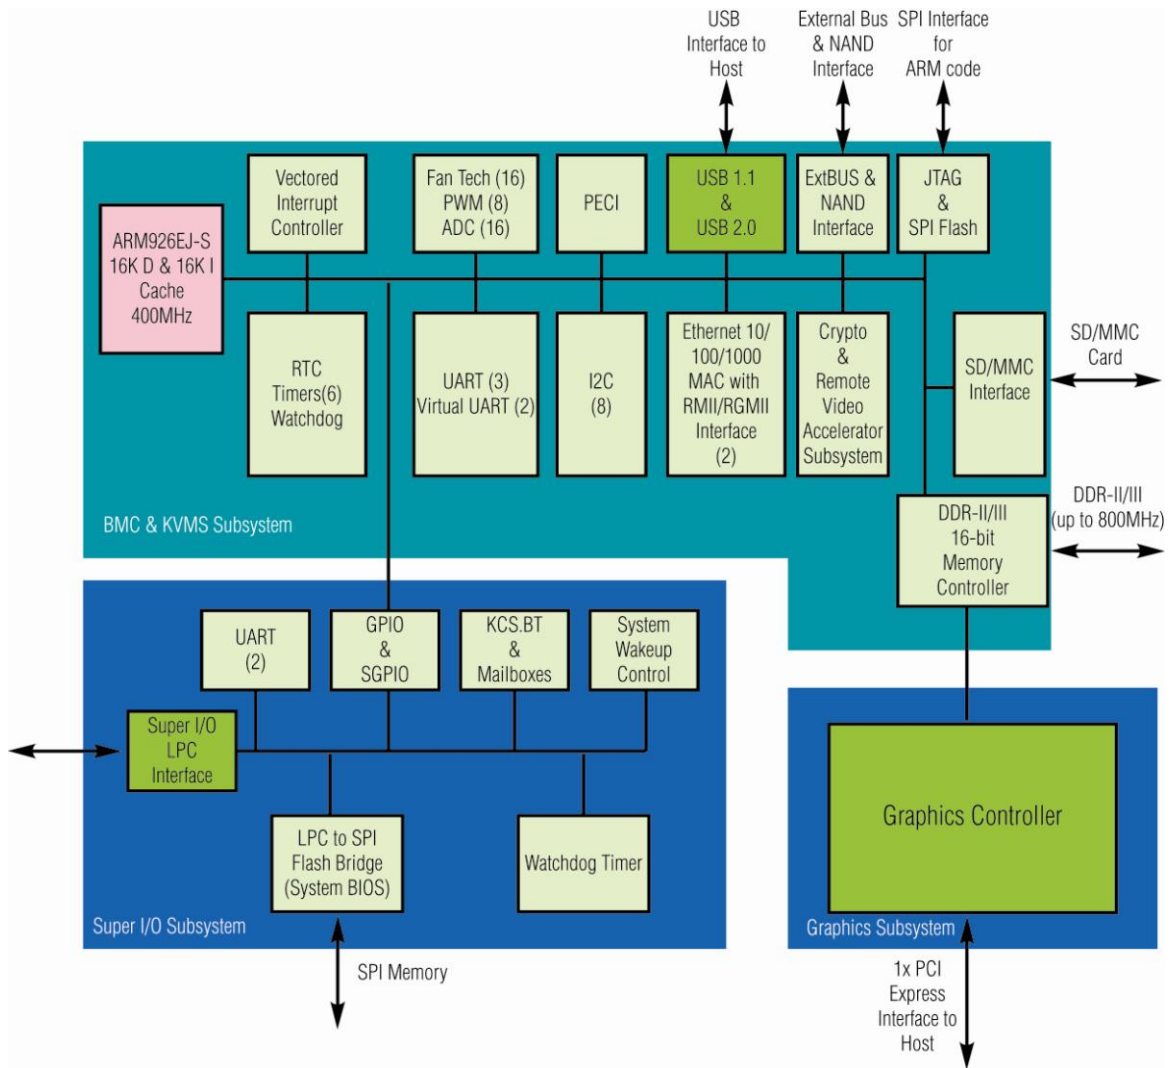 USB
Interface to
Host
External Bus
& NAND
Interface
SPI Interface
for
ARM code
ARM926EJ-S
16K D & 16K I
Cache
400MHz
Vectored
Interrupt
Controller
Fan Tech (16)
PWM (8)
ADC (16)
PECI
USB 1.1
&
USB 2.0
ExtBUS &
NAND
Interface
JTAG
&
SPI Flash
RTC
Timers(6)
Watchdog
UART (3)
Virtual UART (2)
I2C
(8)
Ethernet 10/
100/1000
MAC with
RMII/RGMII
Interface
(2)
Crypto
&
Remote
Video
Accelerator
Subsystem
SD/MMC
Interface
SD/MMC
Card
BMC & KVMS Subsystem
DDR-II/III
16-bit
Memory
Controller
DDR-II/III
(up to 800MHz)
UART
(2)
GPIO
&
SGPIO
KCS.BT
&
Mailboxes
System
Wakeup
Control
Super I/O
LPC
Interface
LPC to SPI
Flash Bridge
(System BIOS)
Watchdog Timer
Super I/O Subsystem
SPI Memory
Graphics Controller
Graphics Subsystem
1x PCI
Express
Interface to
Host